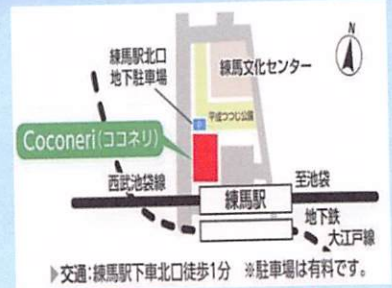 N
練馬駅北口
地下駐車場
練馬文化センター
平成つつじ公園
P
Coconeri(ココネリ)
西武池袋線
練馬駅
至池袋
地下鉄
大江戸線
▶交通:練馬駅下車北口徒歩1分 ※駐車場は有料です。